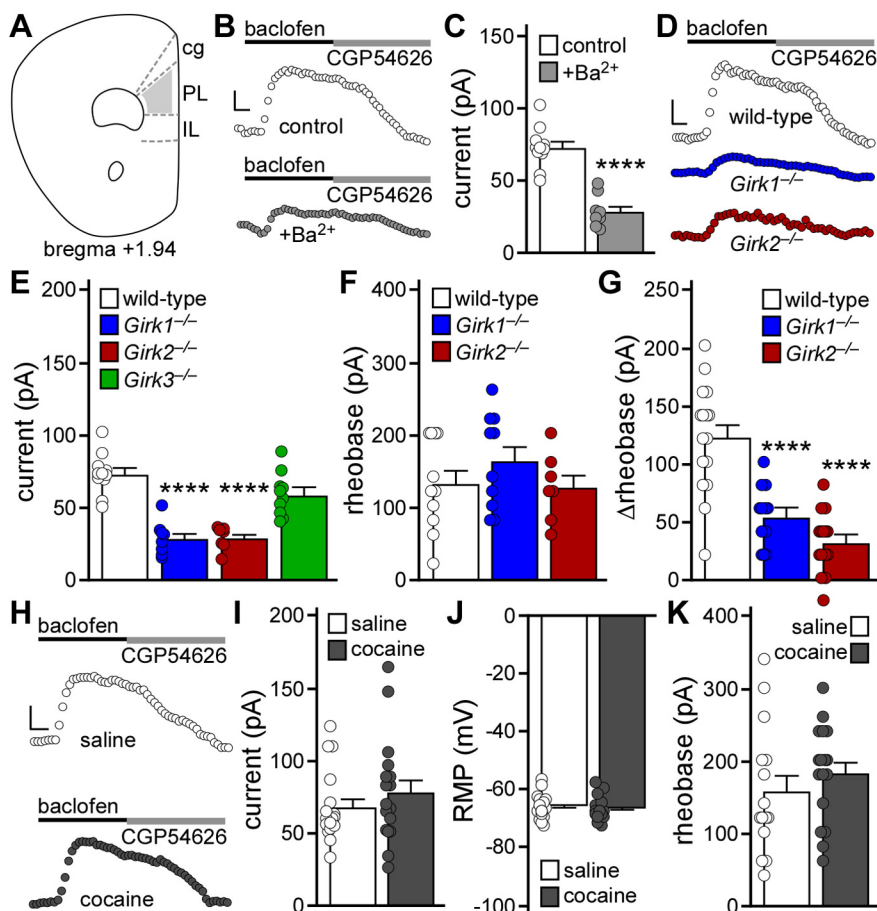 A
cg
PL
IL
bregma +1.94
B
baclofen
CGP54626
control
baclofen
CGP54626
+Ba²⁺
C
150
100
50
0
current (pA)
control
+Ba²⁺
****
D
baclofen
CGP54626
wild-type
Girk1⁻/⁻
Girk2⁻/⁻
E
200
150
100
50
0
current (pA)
wild-type
Girk1⁻/⁻
Girk2⁻/⁻
Girk3⁻/⁻
****
****
F
400
300
200
100
0
rheobase (pA)
wild-type
Girk1⁻/⁻
Girk2⁻/⁻
G
250
200
150
100
50
0
Δrheobase (pA)
wild-type
Girk1⁻/⁻
Girk2⁻/⁻
****
****
H
baclofen
CGP54626
saline
baclofen
CGP54626
cocaine
I
200
150
100
50
0
current (pA)
saline
cocaine
J
0
-20
-40
-60
-80
-100
RMP (mV)
saline
cocaine
K
400
300
200
100
0
rheobase (pA)
saline
cocaine